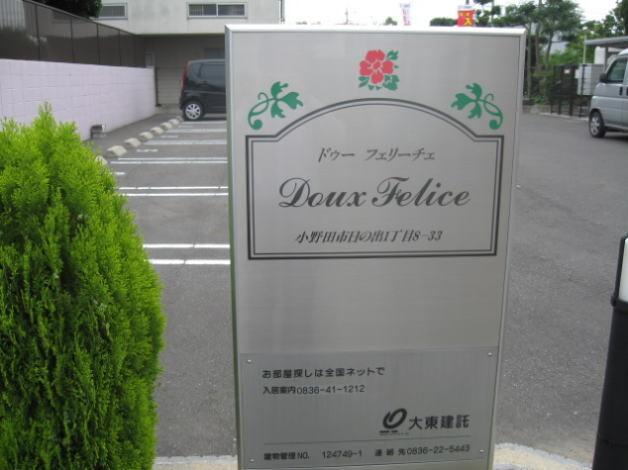 ドゥー フェリーチェ
Doux Felice
小野田市日の出1丁目8-33
お部屋探しは全国ネットで
入居案内0836-41-1212
大東建託
建物管理NO. 124749-1 連絡先0836-22-5443